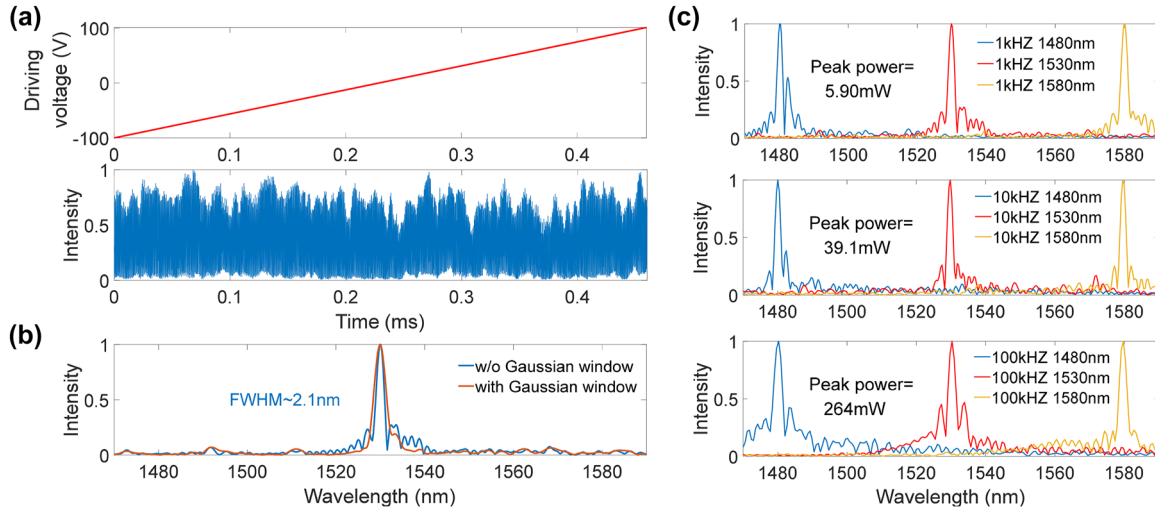 (a)
Driving
voltage (V)
100
0
-100
0 0.1 0.2 0.3 0.4
Intensity
1
0.5
0
0 0.1 0.2 0.3 0.4
Time (ms)
(b)
Intensity
1
0.5
0
FWHM~2.1nm
w/o Gaussian window
with Gaussian window
1480 1500 1520 1540 1560 1580
Wavelength (nm)
(c)
Intensity
1
0.5
0
Peak power=
5.90mW
1kHZ 1480nm
1kHZ 1530nm
1kHZ 1580nm
1480 1500 1520 1540 1560 1580
Intensity
1
0.5
0
Peak power=
39.1mW
10kHZ 1480nm
10kHZ 1530nm
10kHZ 1580nm
1480 1500 1520 1540 1560 1580
Intensity
1
0.5
0
Peak power=
264mW
100kHZ 1480nm
100kHZ 1530nm
100kHZ 1580nm
1480 1500 1520 1540 1560 1580
Wavelength (nm)